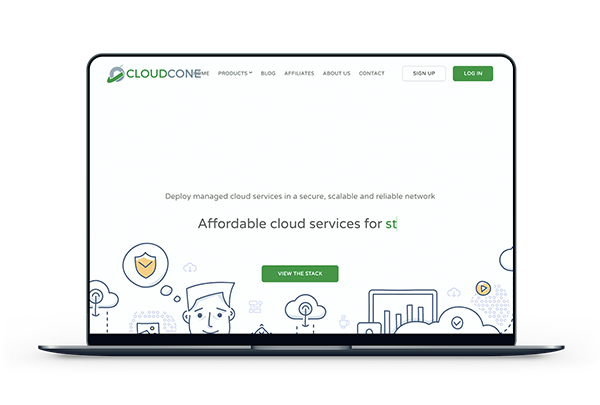 CLOUDCONE
HOME PRODUCTS BLOG AFFILIATES ABOUT US CONTACT SIGN UP LOG IN
Deploy managed cloud services in a secure, scalable and reliable network
Affordable cloud services for st
VIEW THE STACK